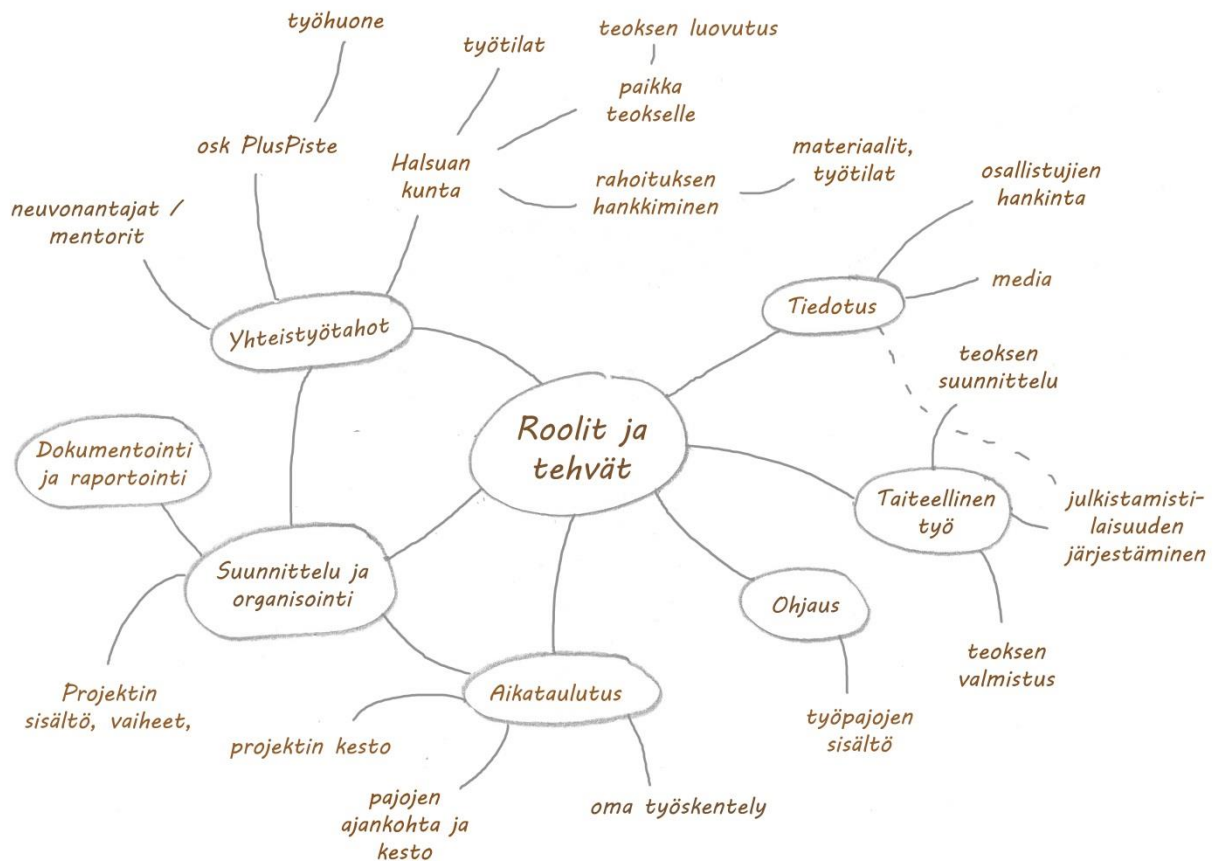 työhuone
työtilat
teoksen luovutus
paikka
teokselle
osk PlusPiste
Halsuan
kunta
rahoituksen
hankkiminen
materiaalit,
työtilat
neuvonantajat /
mentorit
osallistujien
hankinta
media
Tiedotus
Yhteistyötahot
teoksen
suunnittelu
Roolit ja
tehvät
Dokumentointi
ja raportointi
Taiteellinen
työ
julkistamisti-
laisuuden
järjestäminen
Suunnittelu ja
organisointi
Ohjaus
teoksen
valmistus
Projektin
sisältö, vaiheet,
Aikataulutus
projektin kesto
työpajojen
sisältö
pajojen
ajankohta ja
kesto
oma työskentely